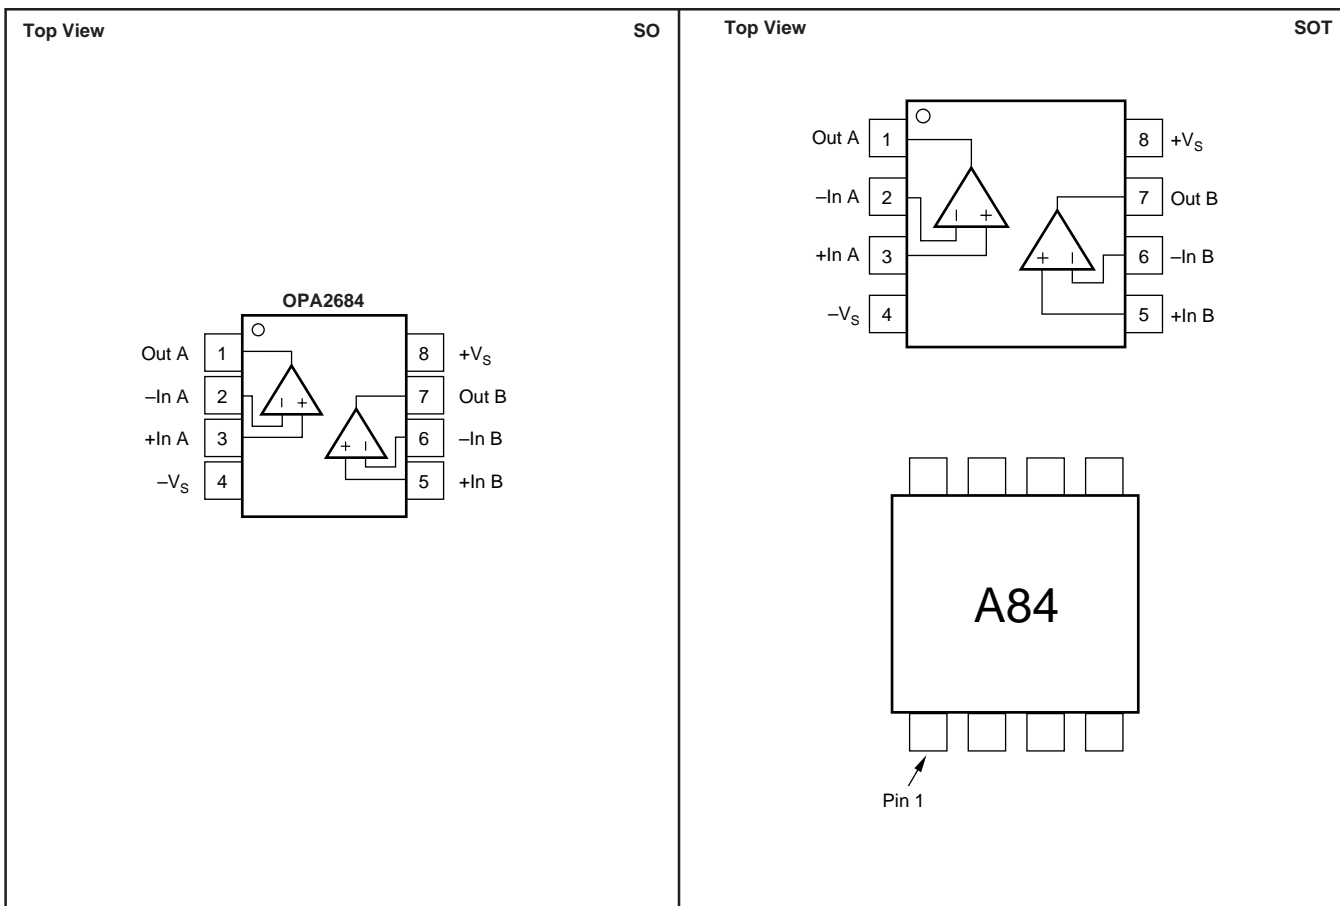 Top View
SO
OPA2684
Out A 1
–In A 2
+In A 3
–VS 4
8 +VS
7 Out B
6 –In B
5 +In B
– +
+ –
Top View
SOT
Out A 1
–In A 2
+In A 3
–VS 4
8 +VS
7 Out B
6 –In B
5 +In B
– +
+ –
A84
Pin 1